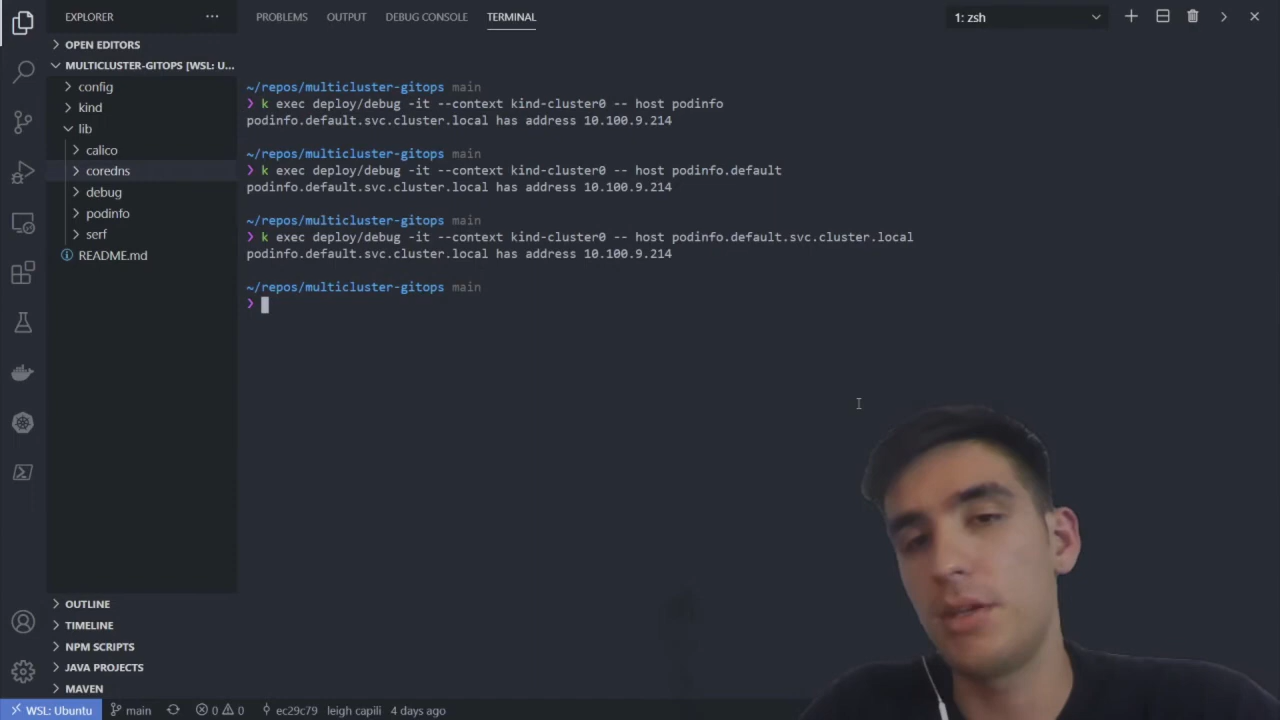 EXPLORER
PROBLEMS OUTPUT DEBUG CONSOLE TERMINAL
1: zsh
OPEN EDITORS
MULTICLUSTER-GITOPS [WSL: U...
config
kind
lib
calico
coredns
debug
podinfo
serf
README.md
~/repos/multicluster-gitops main
❯ k exec deploy/debug -it --context kind-cluster0 -- host podinfo
podinfo.default.svc.cluster.local has address 10.100.9.214
~/repos/multicluster-gitops main
❯ k exec deploy/debug -it --context kind-cluster0 -- host podinfo.default
podinfo.default.svc.cluster.local has address 10.100.9.214
~/repos/multicluster-gitops main
❯ k exec deploy/debug -it --context kind-cluster0 -- host podinfo.default.svc.cluster.local
podinfo.default.svc.cluster.local has address 10.100.9.214
~/repos/multicluster-gitops main
❯
OUTLINE
TIMELINE
NPM SCRIPTS
JAVA PROJECTS
MAVEN
WSL: Ubuntu main 0 0 ec29c79 leigh capili 4 days ago